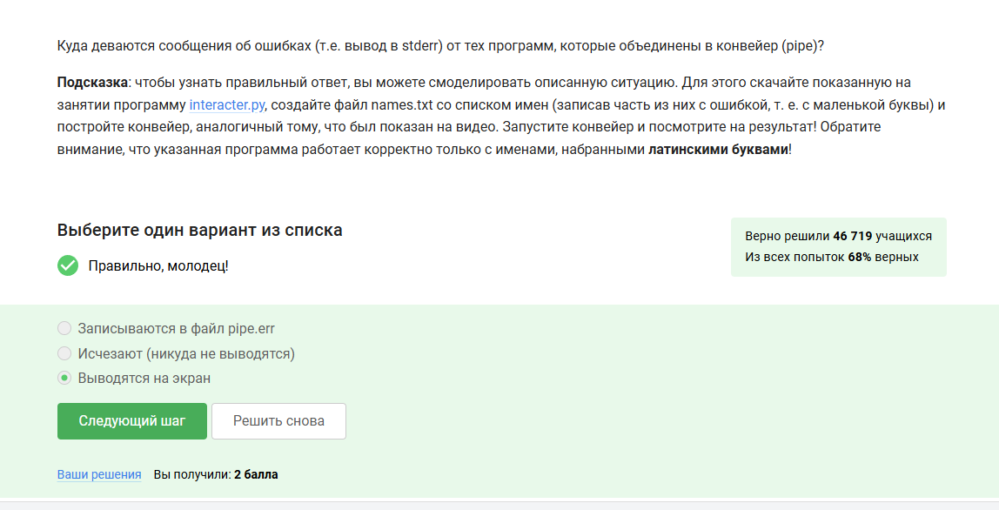 Куда деваются сообщения об ошибках (т.е. вывод в stderr) от тех программ, которые объединены в конвейер (pipe)?
Подсказка: чтобы узнать правильный ответ, вы можете смоделировать описанную ситуацию. Для этого скачайте показанную на
занятии программу interacter.py, создайте файл names.txt со списком имен (записав часть из них с ошибкой, т. е. с маленькой буквы) и
постройте конвейер, аналогичный тому, что был показан на видео. Запустите конвейер и посмотрите на результат! Обратите
внимание, что указанная программа работает корректно только с именами, набранными латинскими буквами!
Выберите один вариант из списка
Правильно, молодец!
Верно решили 46 719 учащихся
Из всех попыток 68% верных
Записываются в файл pipe.err
Исчезают (никуда не выводятся)
Выводятся на экран
Следующий шаг
Решить снова
Ваши решения Вы получили: 2 балла